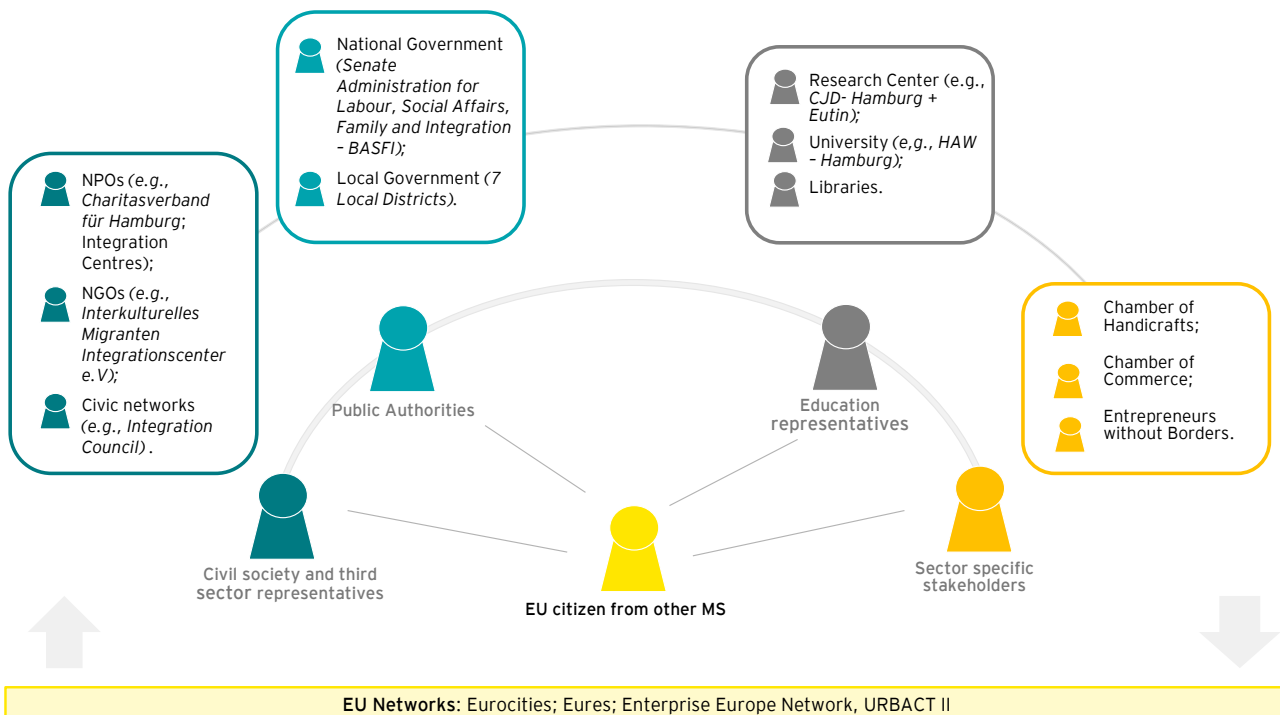 National Government
(Senate
Administration for
Labour, Social Affairs,
Family and Integration
– BASFI);
Local Government (7
Local Districts).
Research Center (e.g.,
CJD- Hamburg +
Eutin);
University (e,g., HAW
– Hamburg);
Libraries.
NPOs (e.g.,
Charitasverband
für Hamburg;
Integration
Centres);
NGOs (e.g.,
Interkulturelles
Migranten
Integrationscenter
e.V);
Civic networks
(e.g., Integration
Council) .
Chamber of
Handicrafts;
Chamber of
Commerce;
Entrepreneurs
without Borders.
Public Authorities
Education
representatives
Civil society and third
sector representatives
Sector specific
stakeholders
EU citizen from other MS
EU Networks: Eurocities; Eures; Enterprise Europe Network, URBACT II